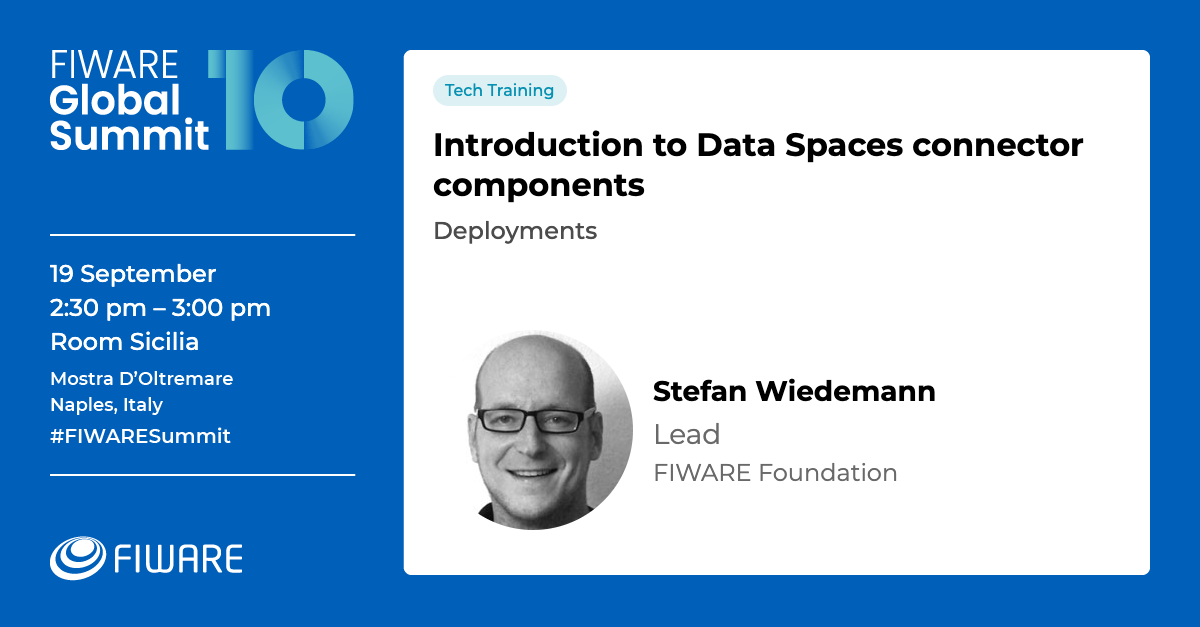 FIWARE
Global
Summit
10
19 September
2:30 pm – 3:00 pm
Room Sicilia
Mostra D’Oltremare
Naples, Italy
#FIWARESummit
FIWARE
Tech Training
Introduction to Data Spaces connector
components
Deployments
Stefan Wiedemann
Lead
FIWARE Foundation